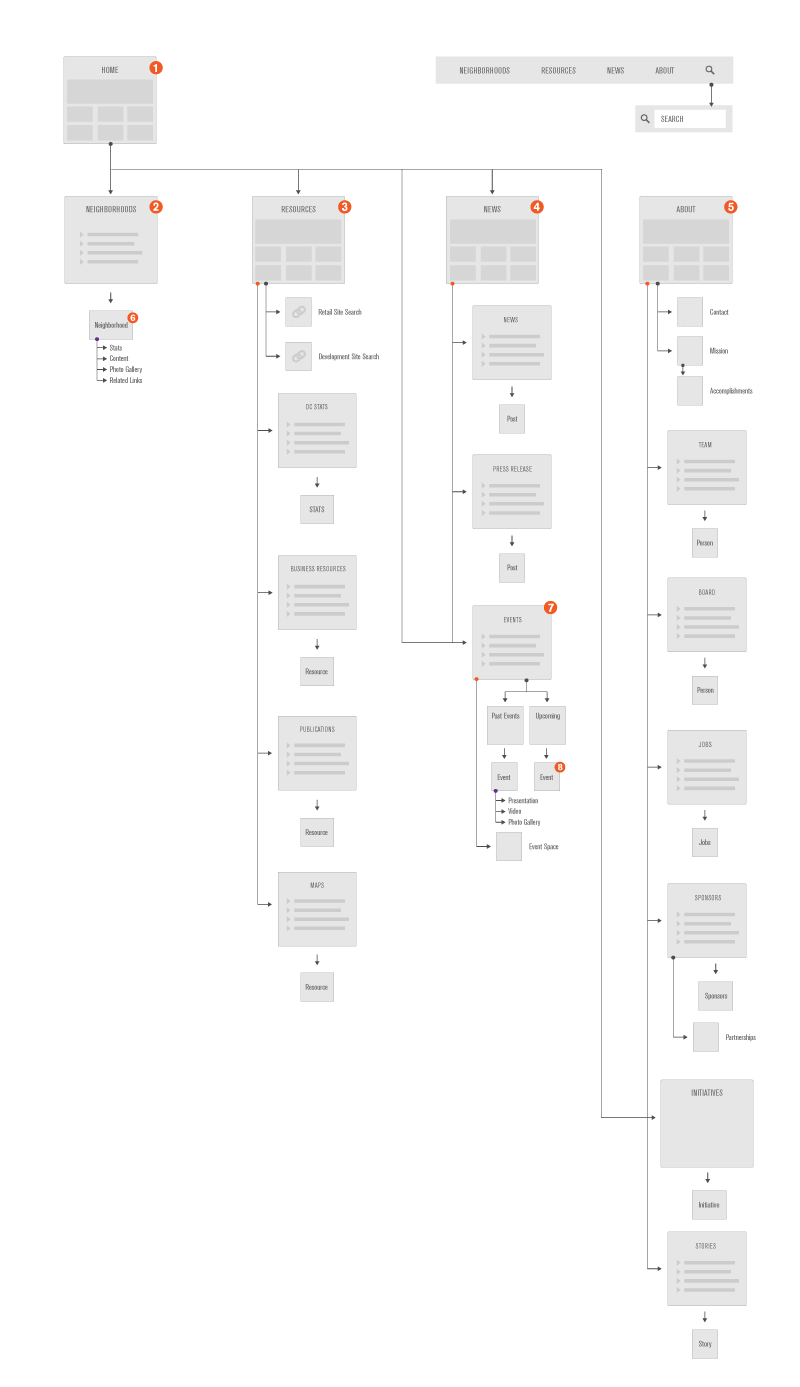 HOME
1
NEIGHBORHOODS RESOURCES NEWS ABOUT
SEARCH
NEIGHBORHOODS
2
Neighborhood
6
Stats
Content
Photo Gallery
Related Links
RESOURCES
3
Retail Site Search
Development Site Search
DC STATS
STATS
BUSINESS RESOURCES
Resource
PUBLICATIONS
Resource
MAPS
Resource
NEWS
4
NEWS
Post
PRESS RELEASE
Post
EVENTS
7
Past Events
Upcoming
Event
Event
8
Presentation
Video
Photo Gallery
Event Space
ABOUT
5
Contact
Mission
Accomplishments
TEAM
Person
BOARD
Person
JOBS
Jobs
SPONSORS
Sponsors
Partnerships
INITIATIVES
Initiative
STORIES
Story